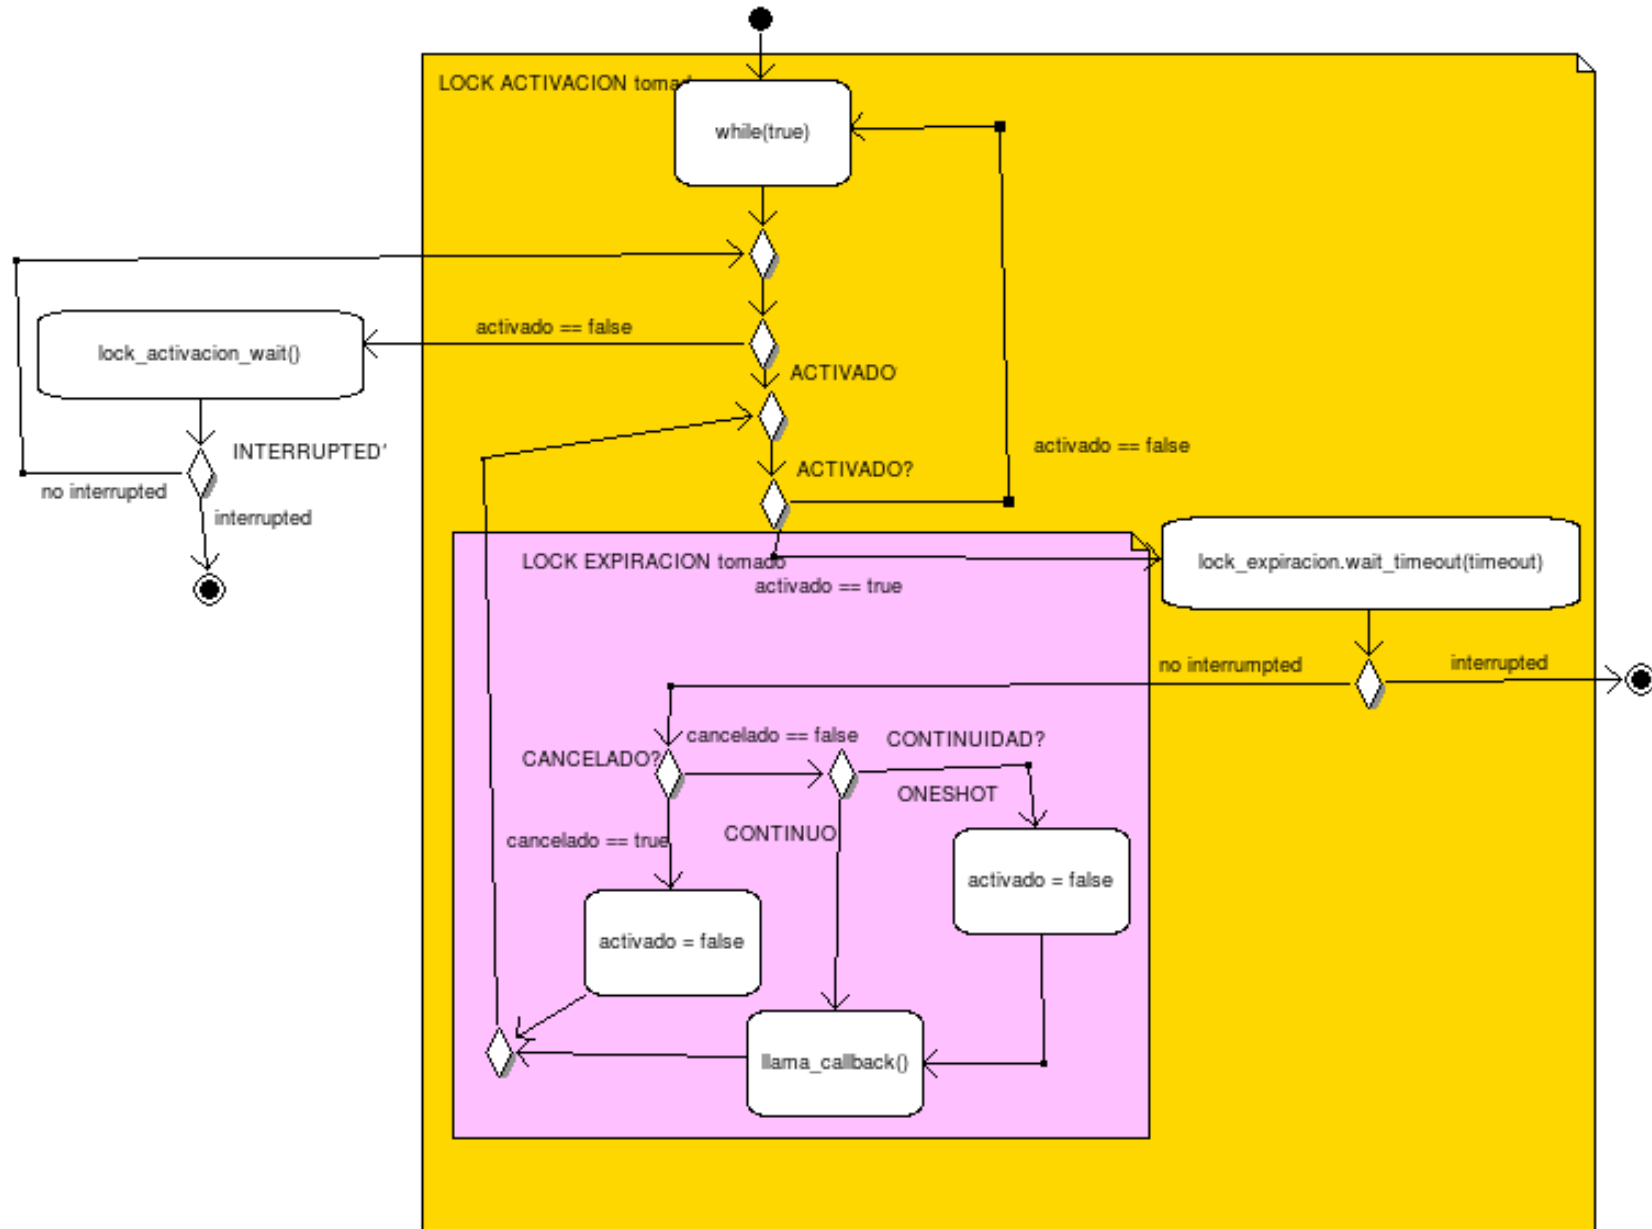 LOCK ACTIVACION toma
while(true)
activado == false
lock_activacion_wait()
ACTIVADO'
INTERRUPTED'
activado == false
ACTIVADO?
no interrupted
interrupted
LOCK EXPIRACION tomado
lock_expiracion.wait_timeout(timeout)
activado == true
no interrumpted
interrupted
cancelado == false
CONTINUIDAD?
CANCELADO?
ONESHOT
CONTINUO
cancelado == true
activado = false
activado = false
llama_callback()